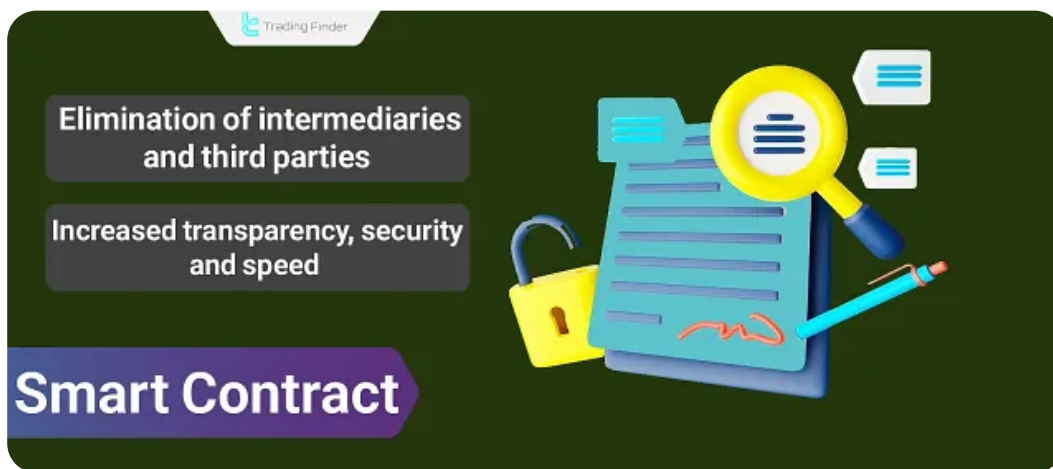 Trading Finder
Elimination of intermediaries
and third parties
Increased transparency, security
and speed
Smart Contract